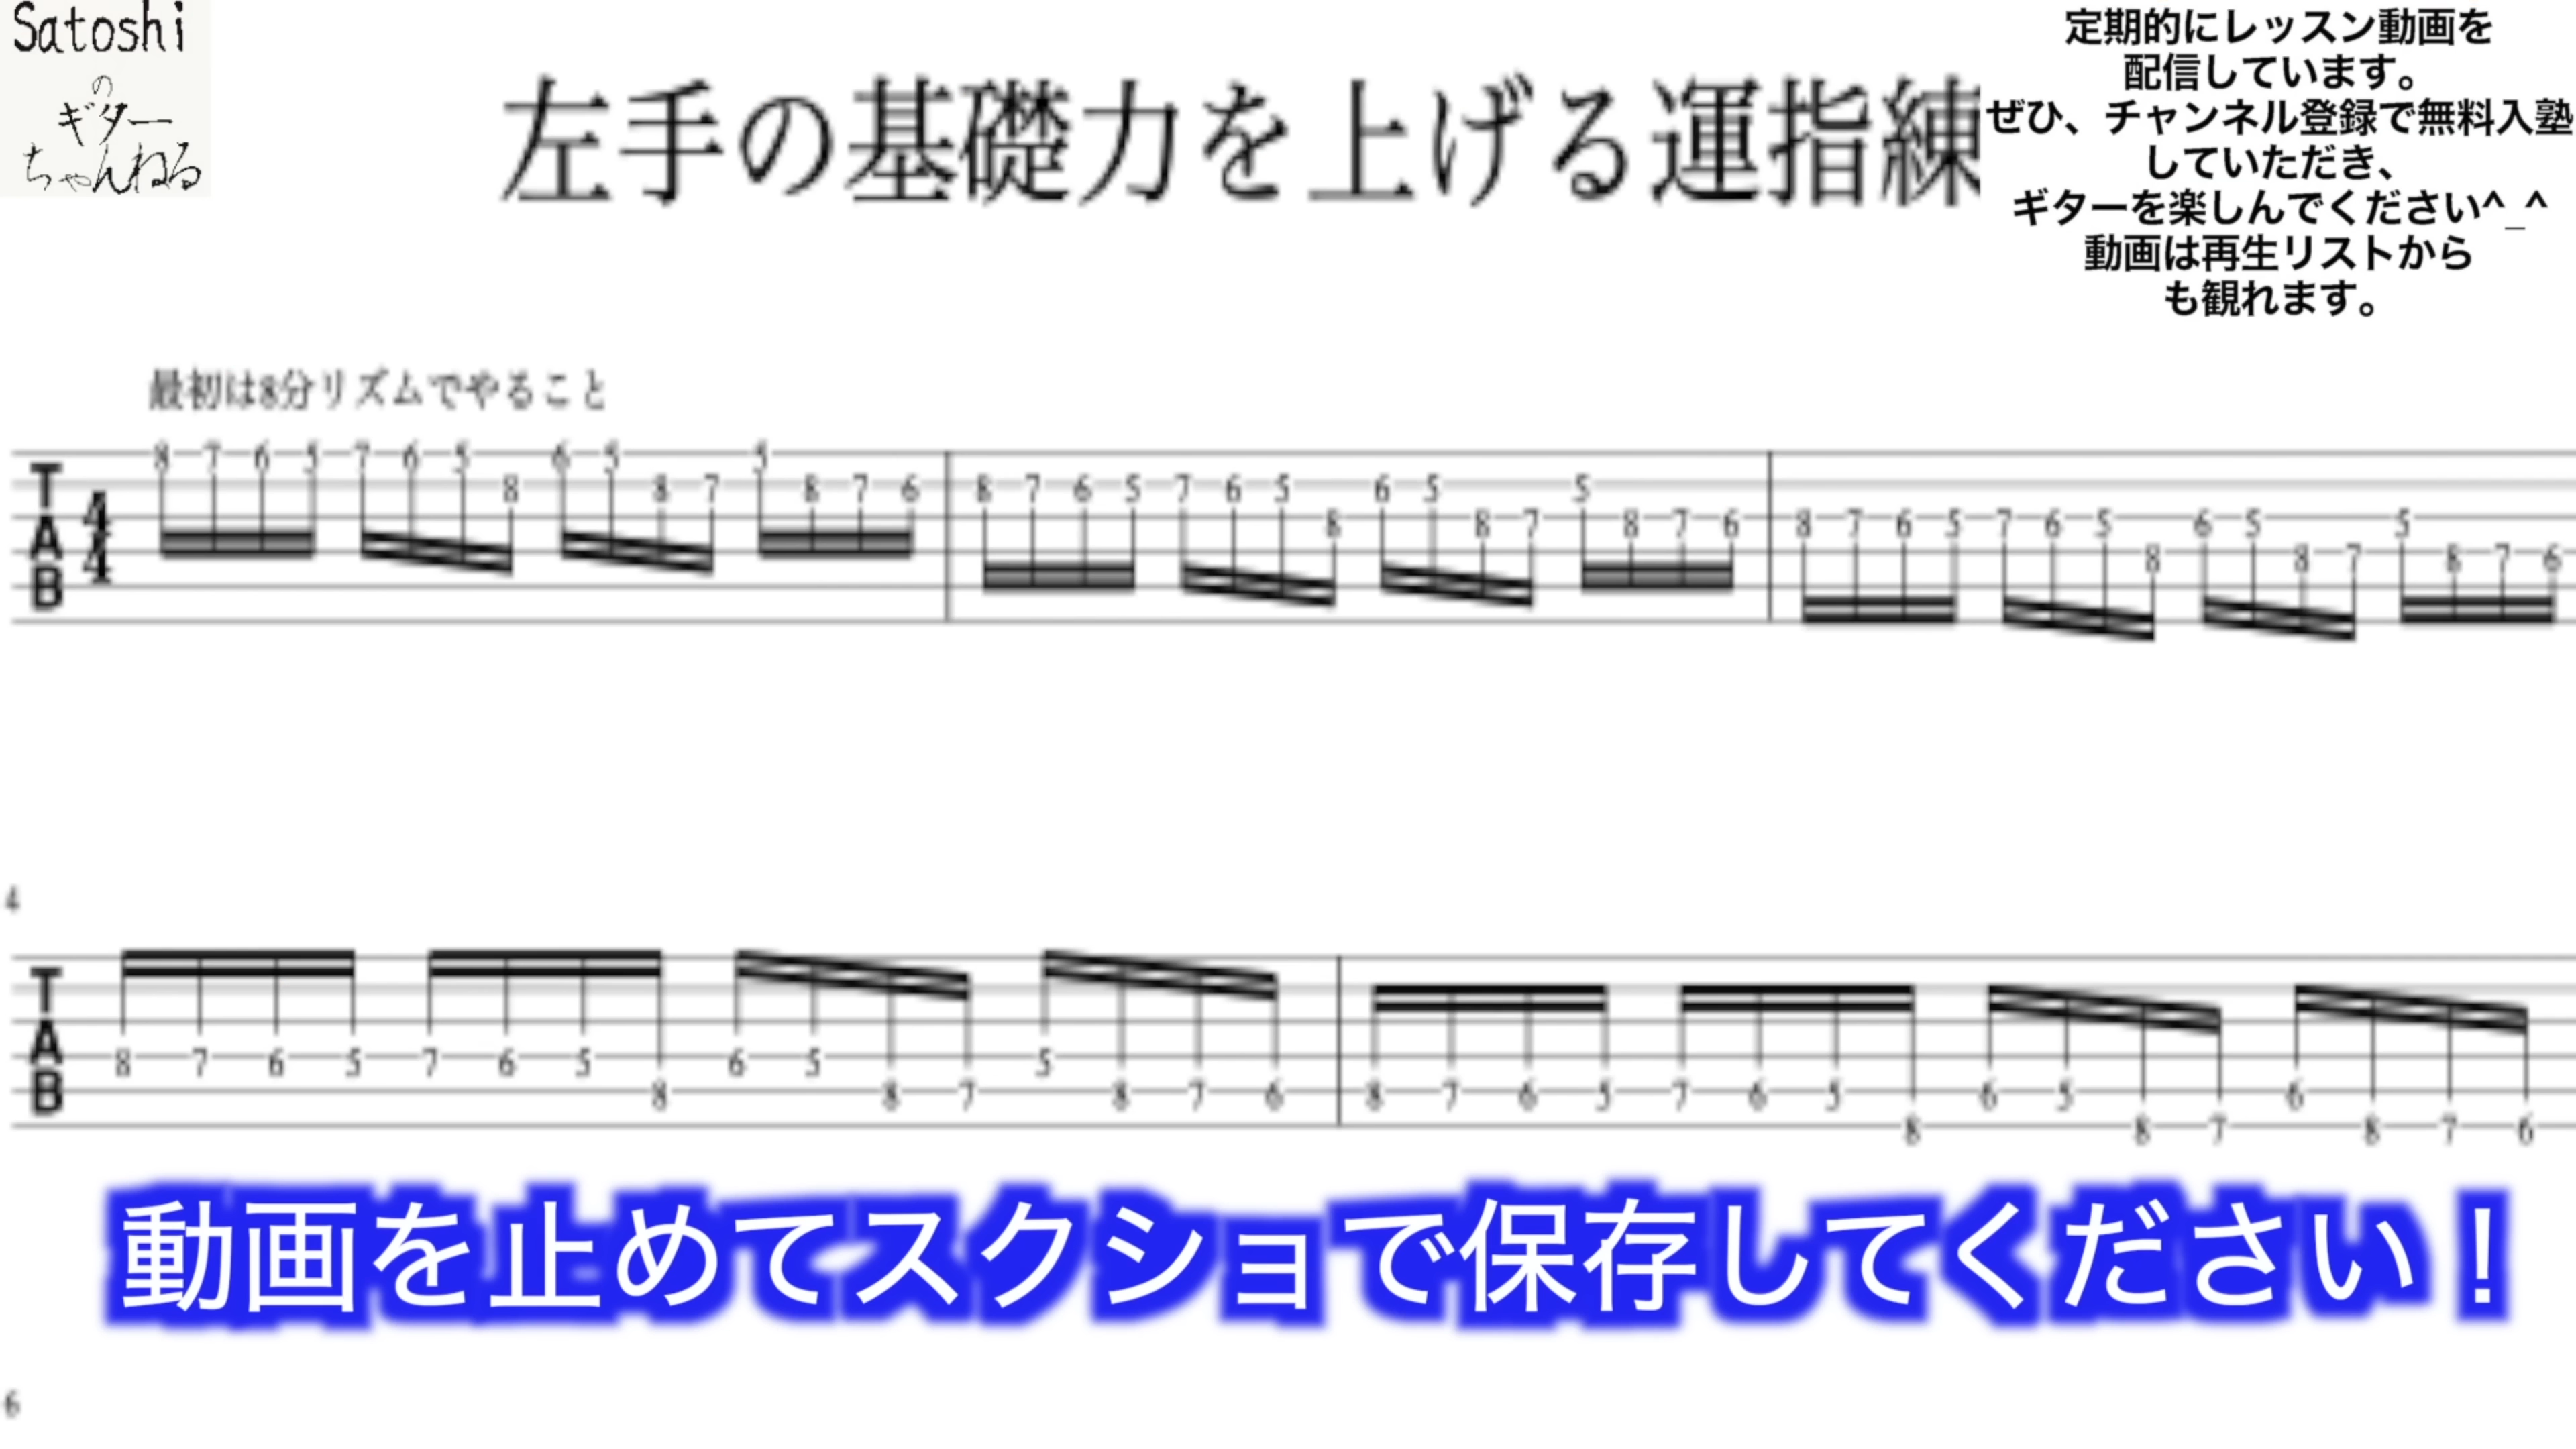 Satoshi
の
ギター
ちゃんねる
左手の基礎力を上げる運指練
定期的にレッスン動画を
配信しています。
ぜひ、チャンネル登録で無料入塾
していただき、
ギターを楽しんでください^_^
動画は再生リストから
も観れます。
最初は8分リズムでやること
T A B 4 4
8 7 6 5 7 6 5 8 6 5 8 7 5 8 7 6
8 7 6 5 7 6 5 8 6 5 8 7 5 8 7 6
8 7 6 5 7 6 5 8 6 5 8 7 5 8 7 6
4
T A B
8 7 6 5 7 6 5 8 6 5 8 7 5 8 7 6
8 7 6 5 7 6 5 8 6 5 8 7 6 8 7 6
動画を止めてスクショで保存してください！
6